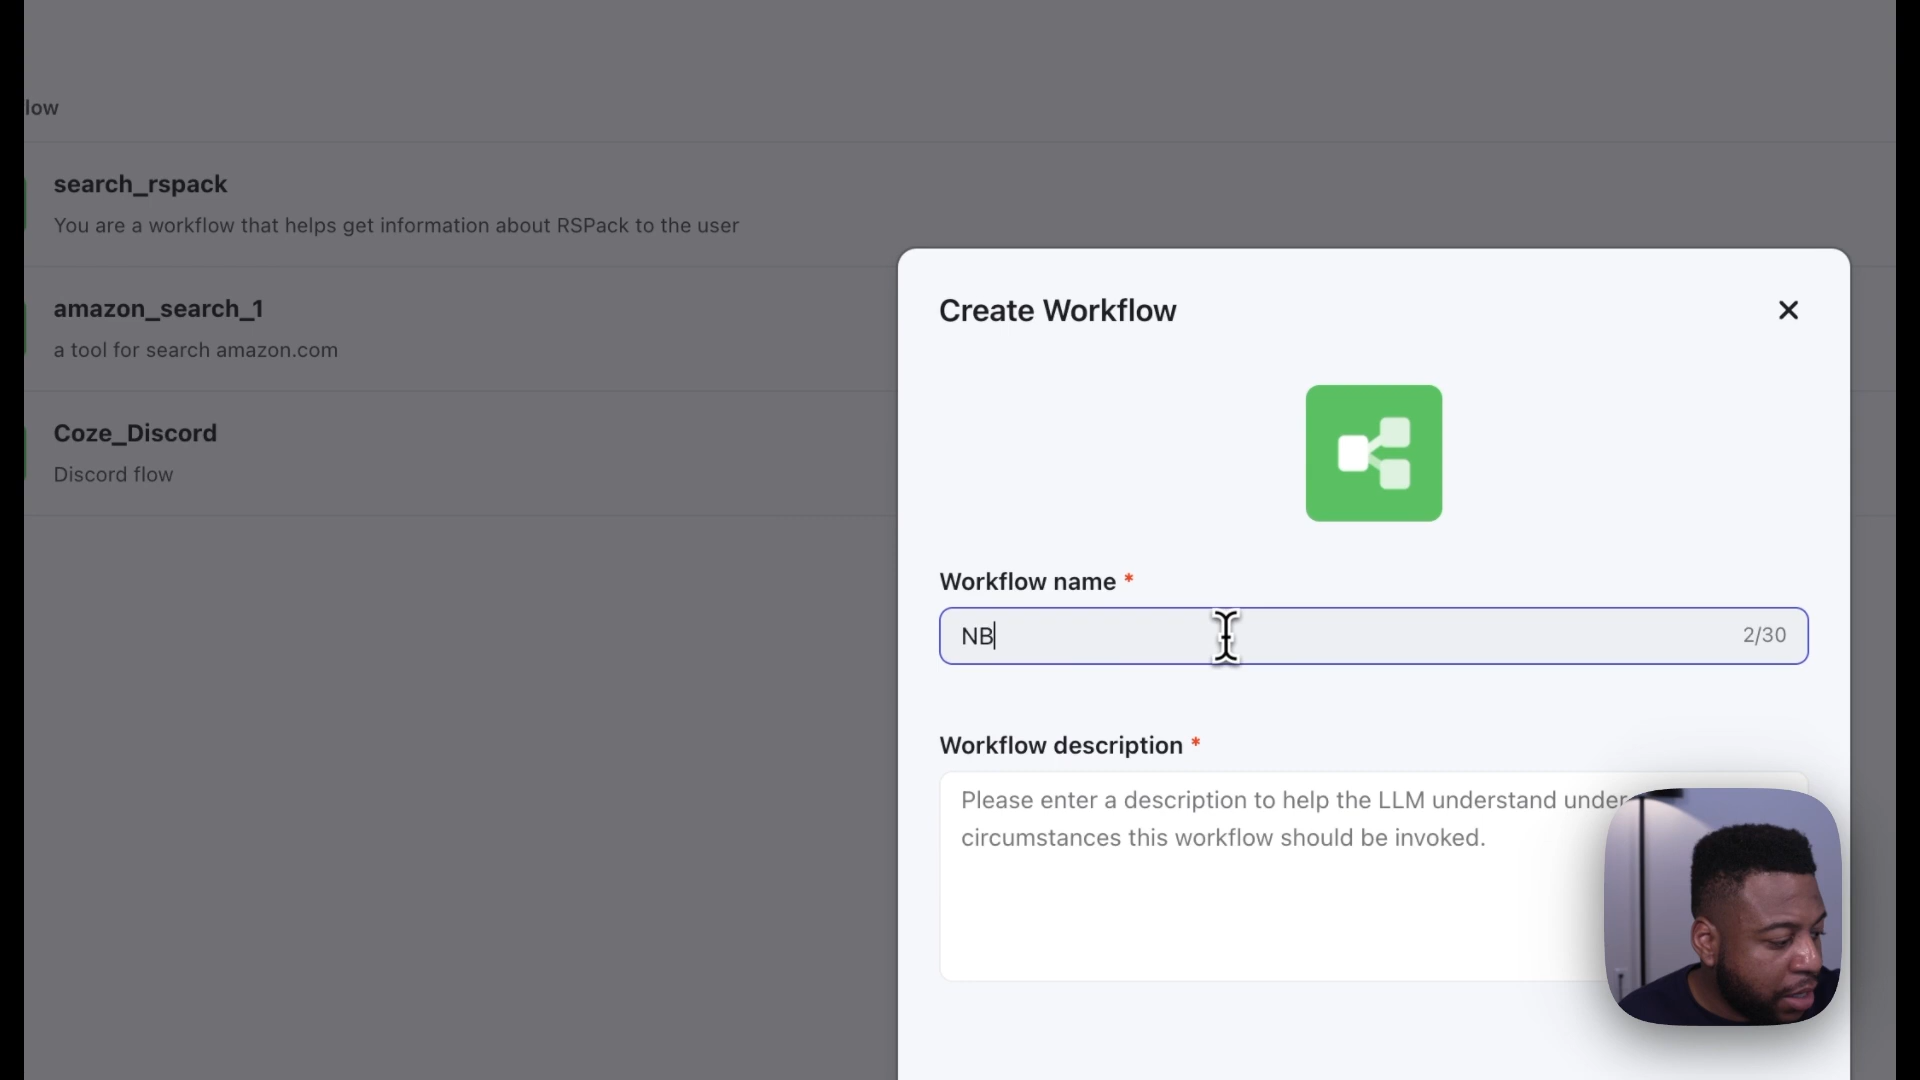 low
search_rspack
You are a workflow that helps get information about RSPack to the user
amazon_search_1
a tool for search amazon.com
Coze_Discord
Discord flow
Create Workflow
Workflow name *
NB
2/30
Workflow description *
Please enter a description to help the LLM understand under
circumstances this workflow should be invoked.